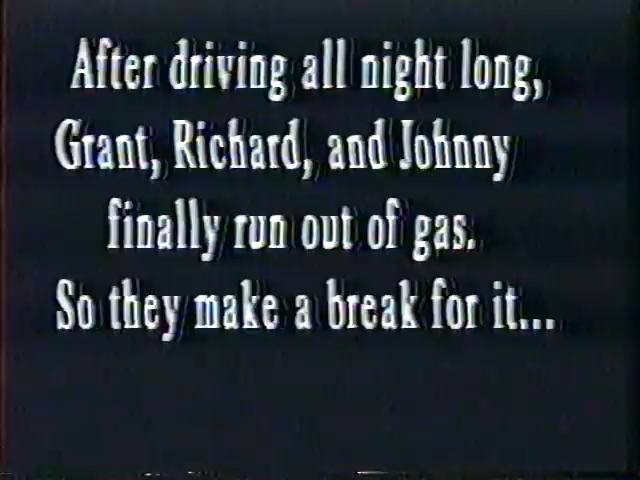 After driving all night long,
Grant, Richard, and Johnny
finally run out of gas.
So they make a break for it...